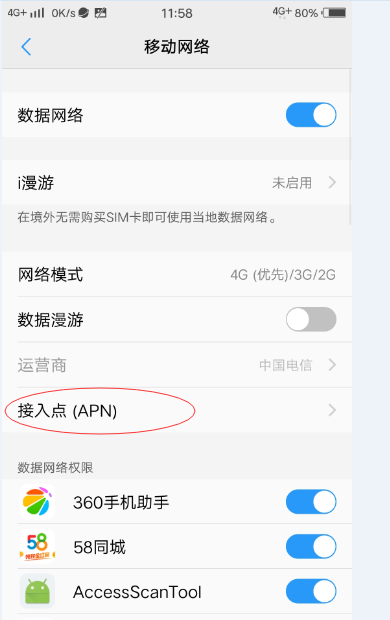 4G+ 0K/s 11:58 4G+ 80%
移动网络
数据网络
i漫游 未启用
在境外无需购买SIM卡即可使用当地数据网络。
网络模式 4G (优先)/3G/2G
数据漫游
运营商 中国电信
接入点 (APN)
数据网络权限
360手机助手
58 58同城
AccessScanTool